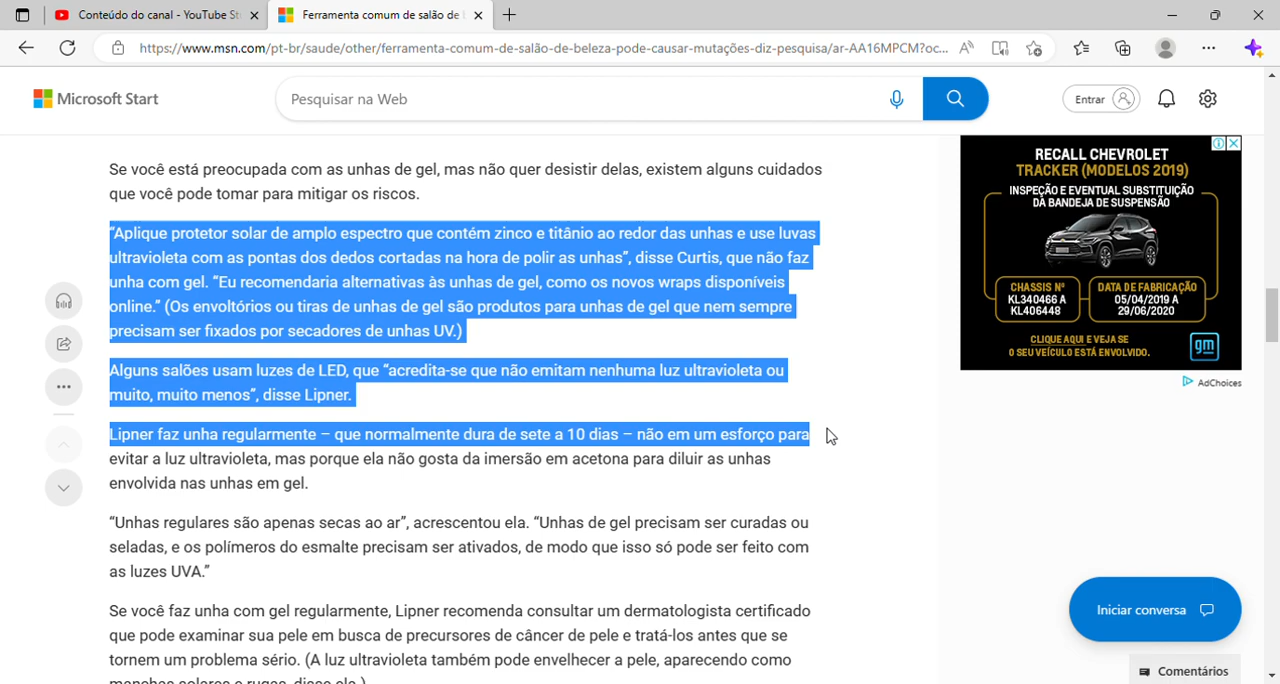 Conteúdo do canal - YouTube St
Ferramenta comum de salão de b
https://www.msn.com/pt-br/saude/other/ferramenta-comum-de-salão-de-beleza-pode-causar-mutações-diz-pesquisa/ar-AA16MPCM?oc...
Microsoft Start
Pesquisar na Web
Entrar
Se você está preocupada com as unhas de gel, mas não quer desistir delas, existem alguns cuidados
que você pode tomar para mitigar os riscos.
“Aplique protetor solar de amplo espectro que contém zinco e titânio ao redor das unhas e use luvas
ultravioleta com as pontas dos dedos cortadas na hora de polir as unhas”, disse Curtis, que não faz
unha com gel. “Eu recomendaria alternativas às unhas de gel, como os novos wraps disponíveis
online.” (Os envoltórios ou tiras de unhas de gel são produtos para unhas de gel que nem sempre
precisam ser fixados por secadores de unhas UV.)
Alguns salões usam luzes de LED, que “acredita-se que não emitam nenhuma luz ultravioleta ou
muito, muito menos”, disse Lipner.
Lipner faz unha regularmente – que normalmente dura de sete a 10 dias – não em um esforço para
evitar a luz ultravioleta, mas porque ela não gosta da imersão em acetona para diluir as unhas
envolvida nas unhas em gel.
“Unhas regulares são apenas secas ao ar”, acrescentou ela. “Unhas de gel precisam ser curadas ou
seladas, e os polímeros do esmalte precisam ser ativados, de modo que isso só pode ser feito com
as luzes UVA.”
Se você faz unha com gel regularmente, Lipner recomenda consultar um dermatologista certificado
que pode examinar sua pele em busca de precursores de câncer de pele e tratá-los antes que se
tornem um problema sério. (A luz ultravioleta também pode envelhecer a pele, aparecendo como
manchas solares e rugas, disse ela.)
RECALL CHEVROLET
TRACKER (MODELOS 2019)
INSPEÇÃO E EVENTUAL SUBSTITUIÇÃO
DA BANDEJA DE SUSPENSÃO
CHASSIS Nº
KL340466 A
KL406448
DATA DE FABRICAÇÃO
05/04/2019 A
29/06/2020
CLIQUE AQUI E VEJA SE
O SEU VEÍCULO ESTÁ ENVOLVIDO.
gm
AdChoices
Iniciar conversa
Comentários